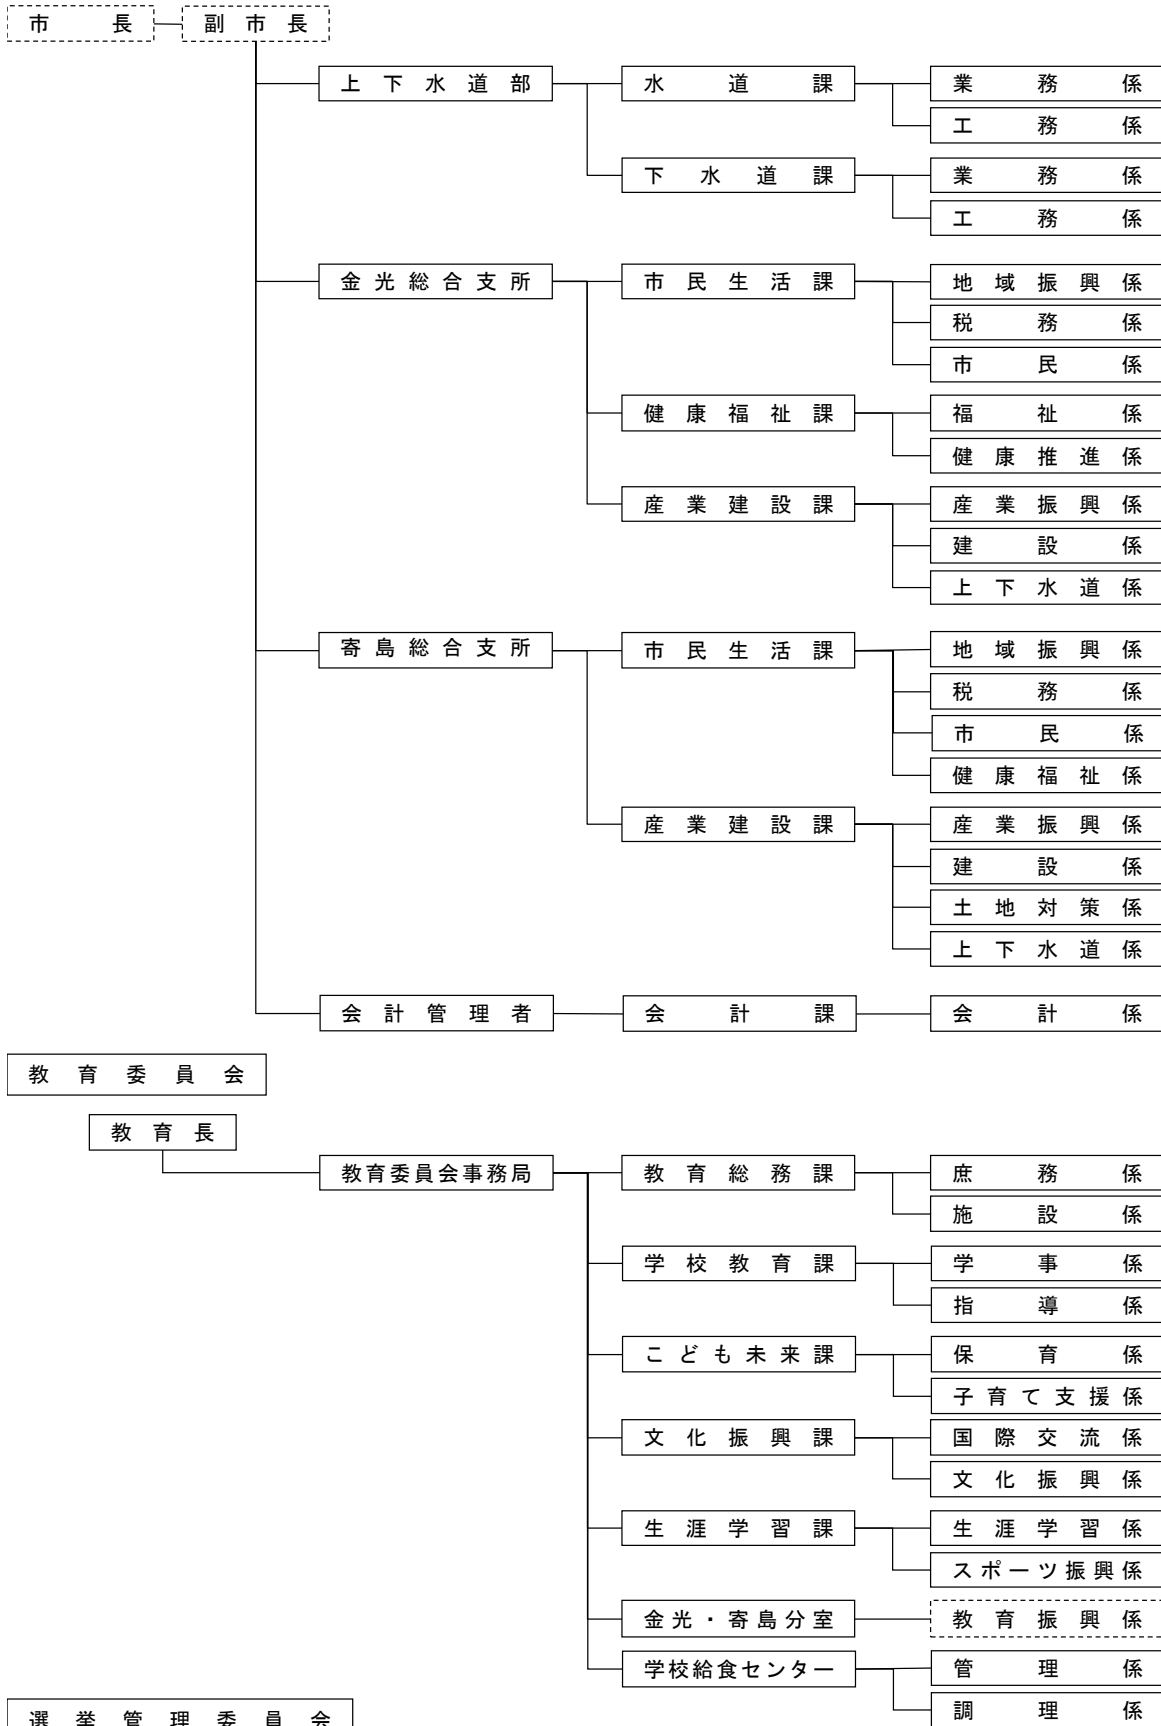 市長 副市長
上下水道部 水道課 業務係
工務係
下水道課 業務係
工務係
金光総合支所 市民生活課 地域振興係
税務係
市民係
健康福祉課 福祉係
健康推進係
産業建設課 産業振興係
建設係
上下水道係
寄島総合支所 市民生活課 地域振興係
税務係
市民係
健康福祉係
産業建設課 産業振興係
建設係
土地対策係
上下水道係
会計管理者 会計課 会計係
教育委員会
教育長
教育委員会事務局 教育総務課 庶務係
施設係
学校教育課 学事係
指導係
こども未来課 保育係
子育て支援係
文化振興課 国際交流係
文化振興係
生涯学習課 生涯学習係
スポーツ振興係
金光・寄島分室 教育振興係
学校給食センター 管理係
調理係
選挙管理委員会